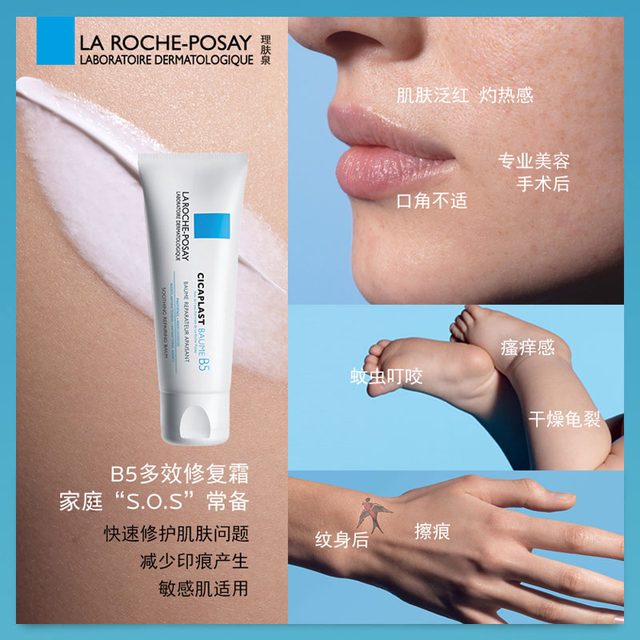 LA ROCHE-POSAY
LABORATOIRE DERMATOLOGIQUE
理肤泉
LA ROCHE-POSAY
LABORATOIRE DERMATOLOGIQUE
CICAPLAST BAUME B5
BAUME RÉPARATEUR APAISANT
SOOTHING REPAIRING BALM
B5多效修复霜
家庭“S.O.S”常备
快速修护肌肤问题
减少印痕产生
敏感肌适用
肌肤泛红 灼热感
专业美容
手术后
口角不适
瘙痒感
蚊虫叮咬
干燥龟裂
纹身后
擦痕